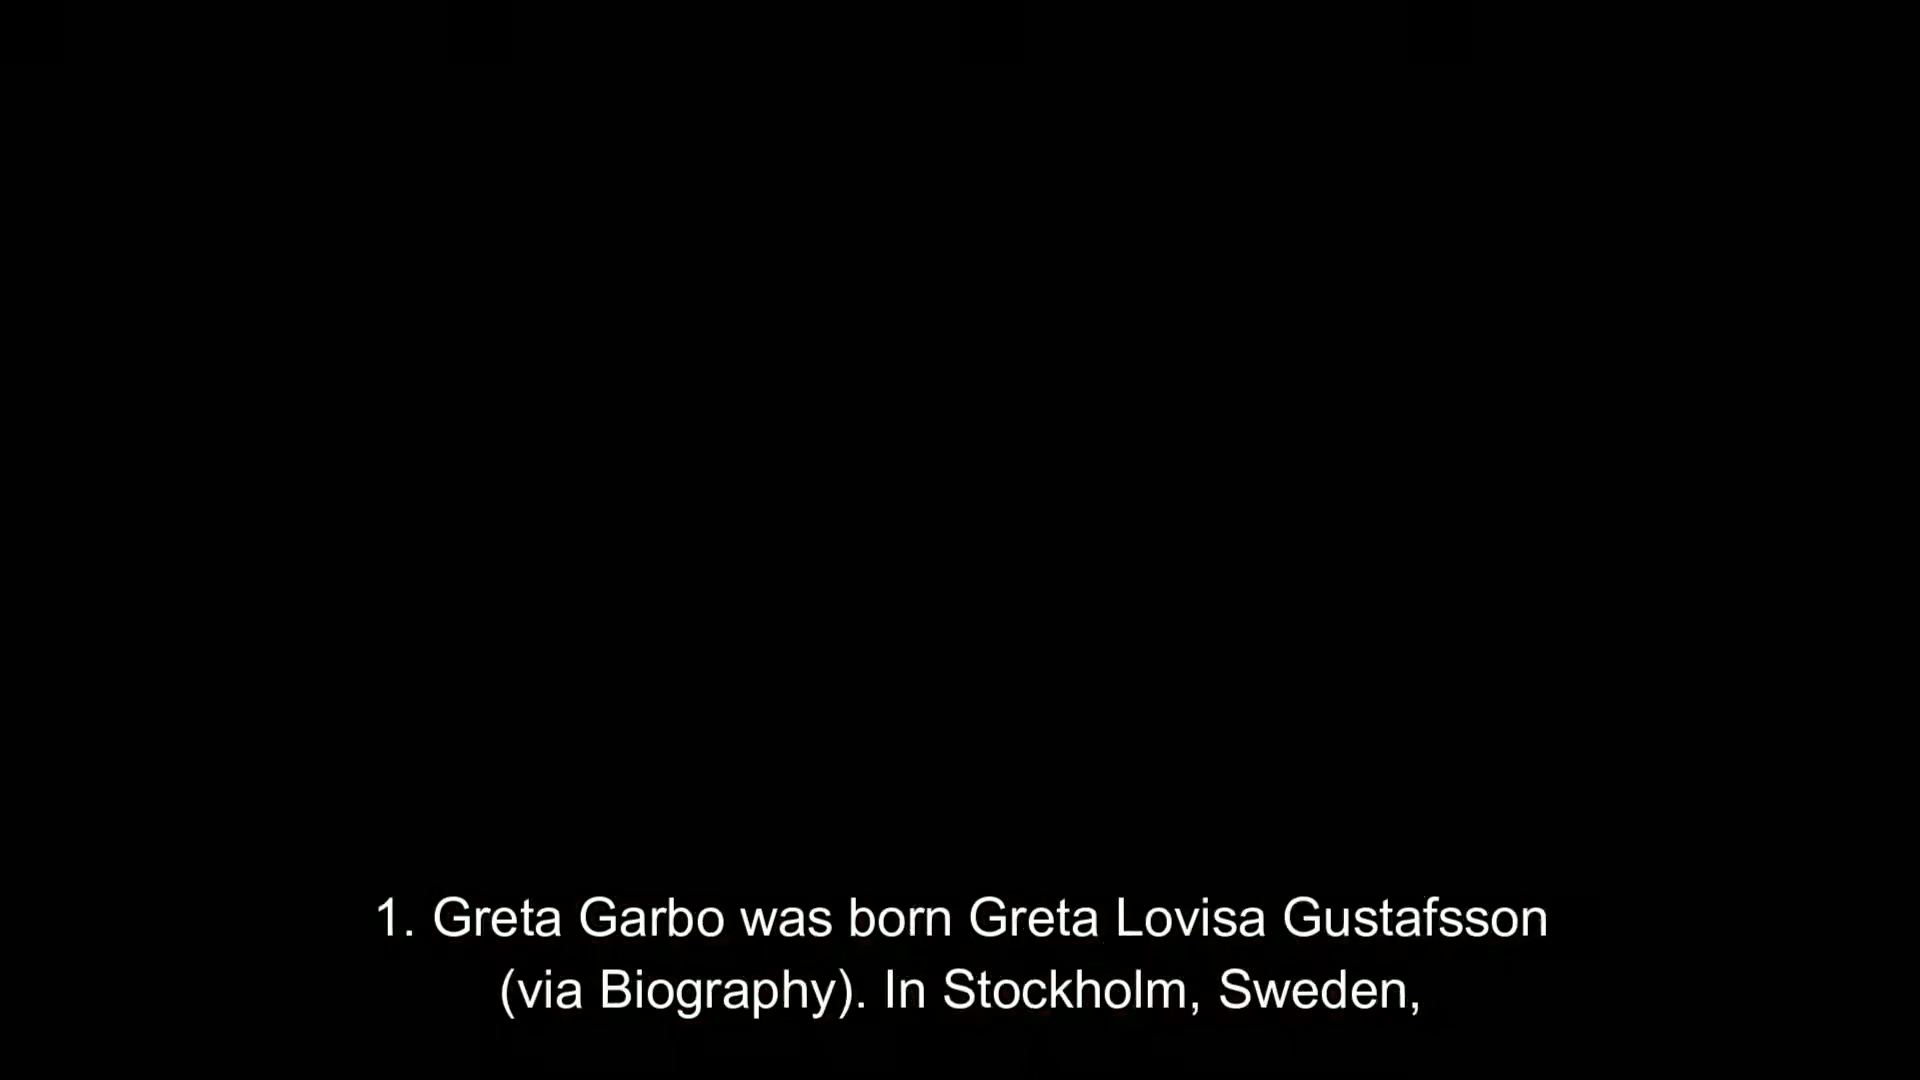 1. Greta Garbo was born Greta Lovisa Gustafsson
(via Biography). In Stockholm, Sweden,